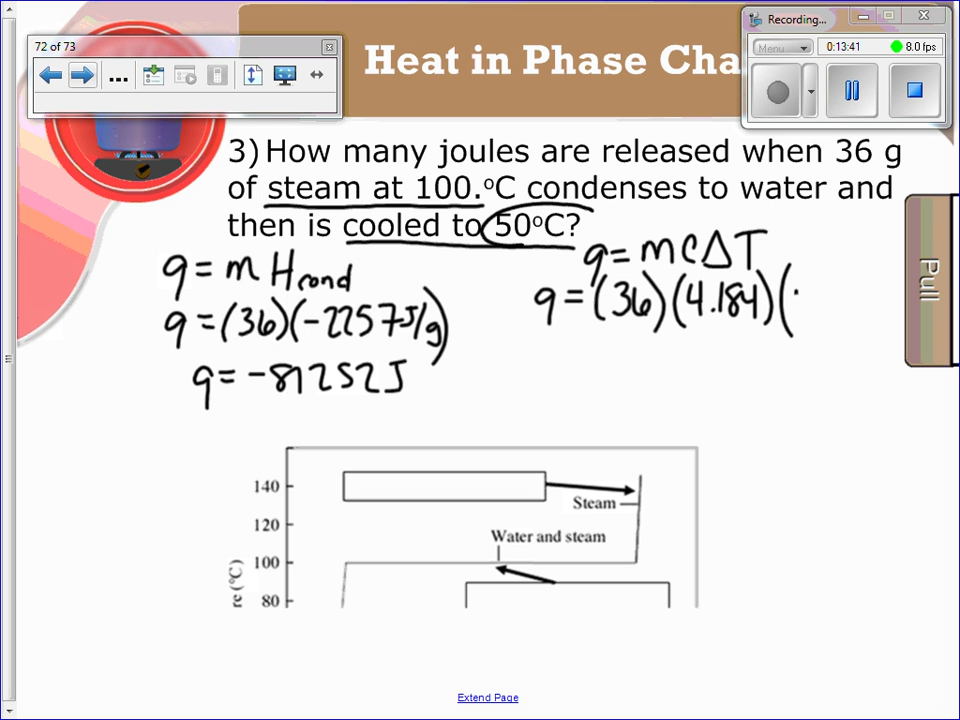 72 of 73
Recording...
Menu
0:13:41
8.0 fps
Heat in Phase Cha
3) How many joules are released when 36 g
of steam at 100.°C condenses to water and
then is cooled to 50°C?
q = m Hcond
q = (36)(-2257J/g)
q = -81252J
q = mCΔT
q = (36)(4.184)(
Pull
140
120
100
80
re (°C)
Steam
Water and steam
Extend Page